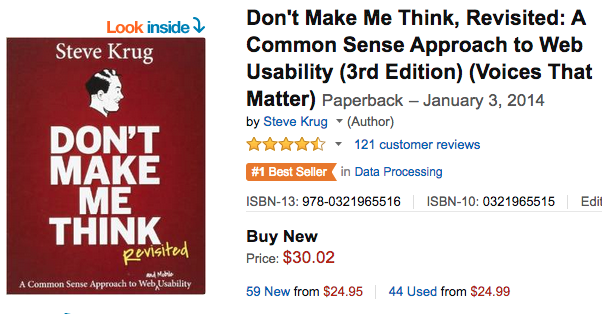 Look inside
Steve Krug
DON'T
MAKE
ME
THINK
Revisited
and Mobile
A Common Sense Approach to Web Usability
Don't Make Me Think, Revisited: A
Common Sense Approach to Web
Usability (3rd Edition) (Voices That
Matter) Paperback – January 3, 2014
by Steve Krug (Author)
121 customer reviews
#1 Best Seller in Data Processing
ISBN-13: 978-0321965516 ISBN-10: 0321965515 Edi
Buy New
Price: $30.02
59 New from $24.95 44 Used from $24.99